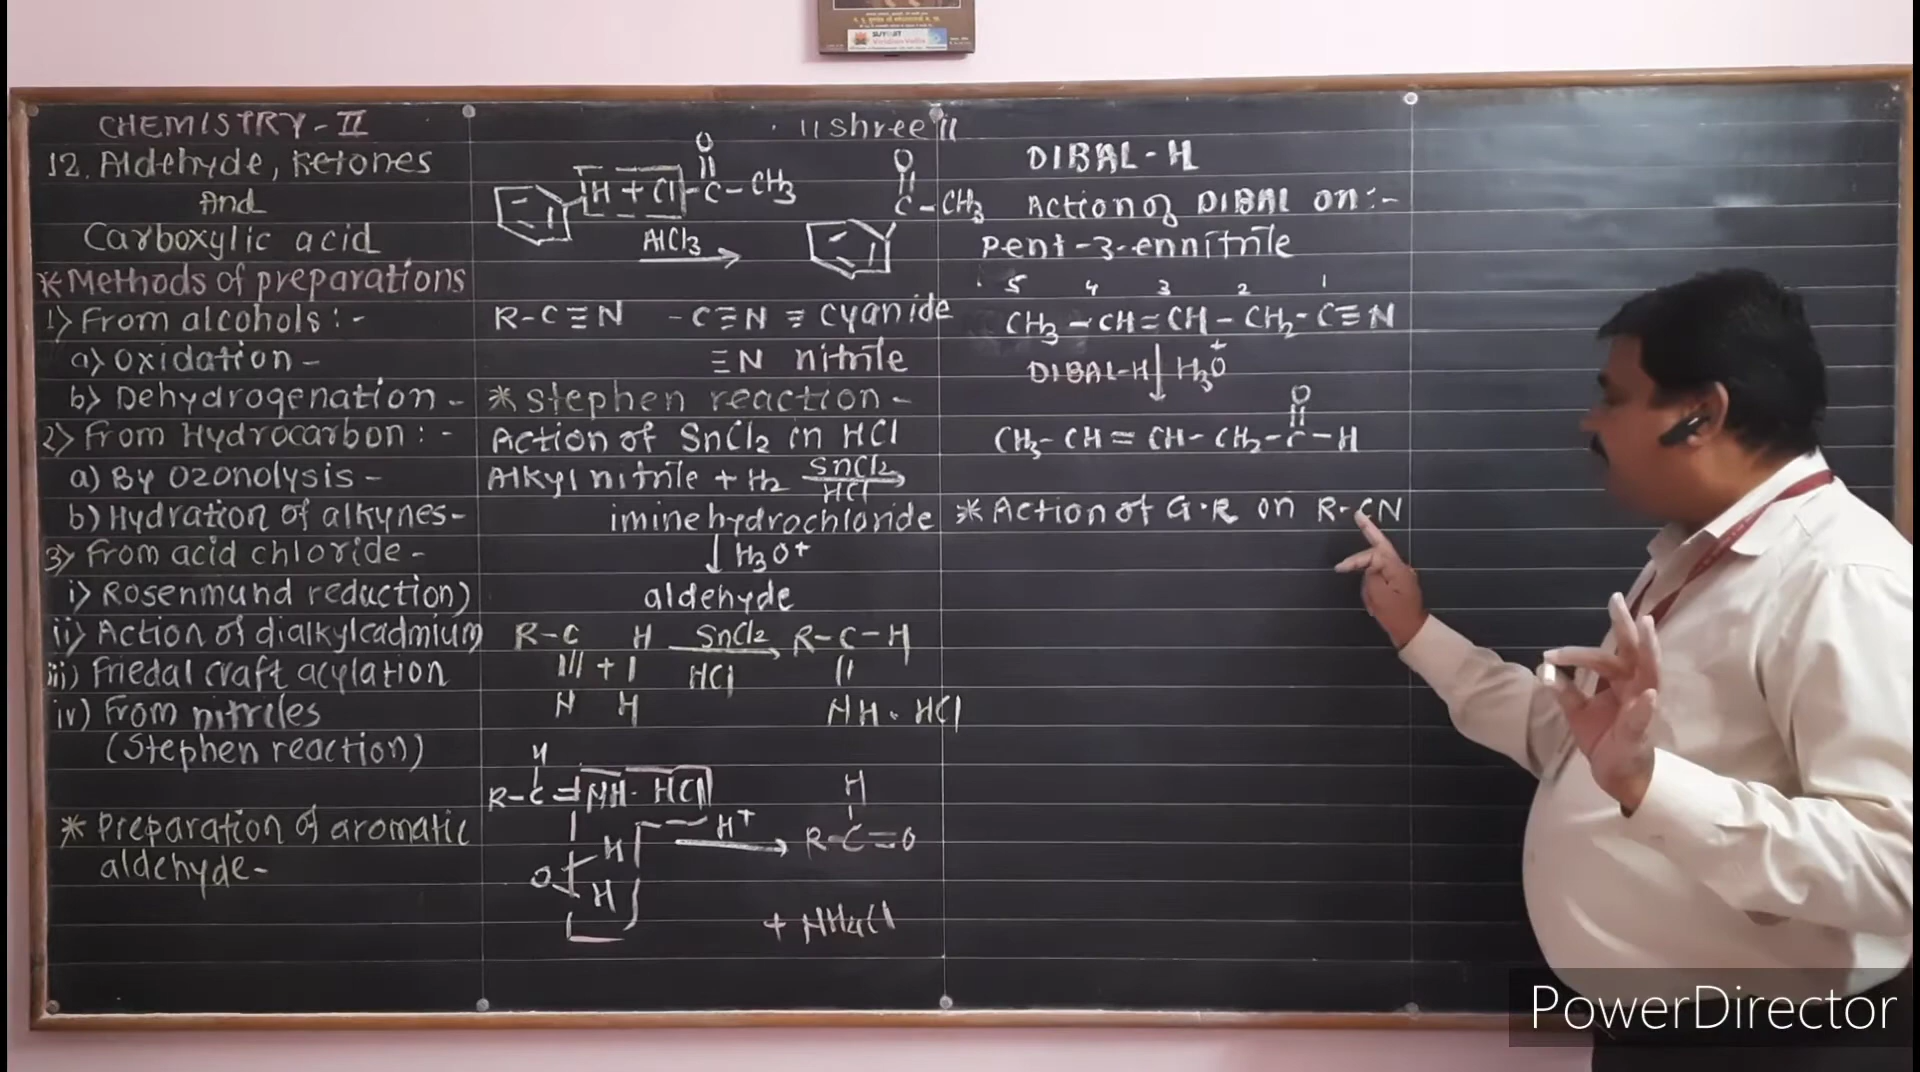 SUYOJIT
CHEMISTRY-II
12. Aldehyde, Ketones
And
Carboxylic acid
*Methods of preparations
1) From alcohols:-
a) Oxidation -
b) Dehydrogenation -
2) From Hydrocarbon: -
a) By Ozonolysis -
b) Hydration of alkynes-
3) From acid chloride -
i) Rosenmund reduction)
ii) Action of dialkylcadmium
iii) Friedal craft acylation
iv) From nitriles
(Stephen reaction)
* Preparation of aromatic
aldehyde-
11 Shree 11
O
H + Cl - C - CH3
AlCl3
O
C - CH3
R-C≡N -C≡N = cyanide
≡N nitrile
* Stephen reaction -
Action of SnCl2 in HCl
Alkyl nitrile + H2 SnCl2
HCl
imine hydrochloride
↓ H3O+
aldehyde
R-C H SnCl2 R-C-H
||| + | HCl ||
N H NH. HCl
H
R-C = NH. HCl H
H H+ R-C=O
O H
+ NH4Cl
DIBAL-H
Action of DIBAL on:-
Pent-3-ennitrile
5 4 3 2 1
CH3 - CH = CH - CH2 - C≡N
DIBAL-H ↓ H3O+
O
CH3 - CH = CH - CH2 - C - H
* Action of G.R on R-CN
PowerDirector